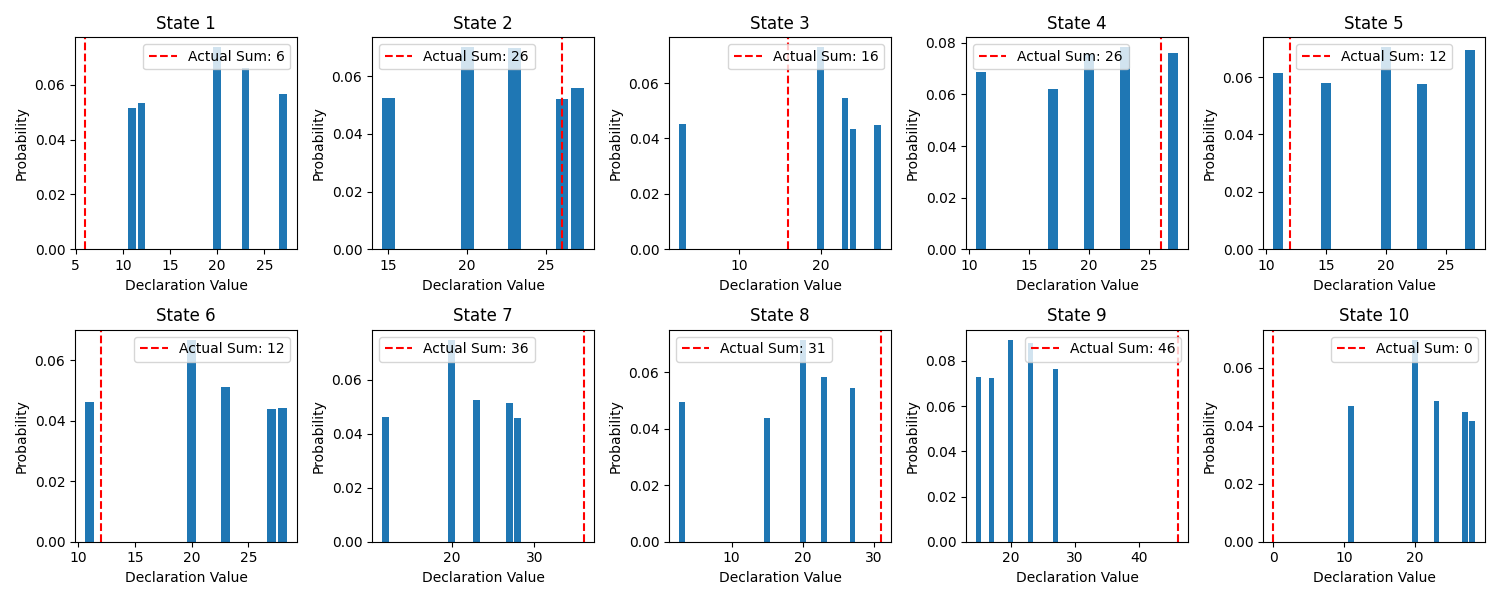 State 1
Actual Sum: 6
0.06
0.04
0.02
0.00
Probability
5 10 15 20 25
Declaration Value
State 2
Actual Sum: 26
0.06
0.04
0.02
0.00
Probability
15 20 25
Declaration Value
State 3
Actual Sum: 16
0.06
0.04
0.02
0.00
Probability
10 20
Declaration Value
State 4
Actual Sum: 26
0.08
0.06
0.04
0.02
0.00
Probability
10 15 20 25
Declaration Value
State 5
Actual Sum: 12
0.06
0.04
0.02
0.00
Probability
10 15 20 25
Declaration Value
State 6
Actual Sum: 12
0.06
0.04
0.02
0.00
Probability
10 15 20 25
Declaration Value
State 7
Actual Sum: 36
0.06
0.04
0.02
0.00
Probability
20 30
Declaration Value
State 8
Actual Sum: 31
0.06
0.04
0.02
0.00
Probability
10 20 30
Declaration Value
State 9
Actual Sum: 46
0.08
0.06
0.04
0.02
0.00
Probability
20 30 40
Declaration Value
State 10
Actual Sum: 0
0.06
0.04
0.02
0.00
Probability
0 10 20
Declaration Value